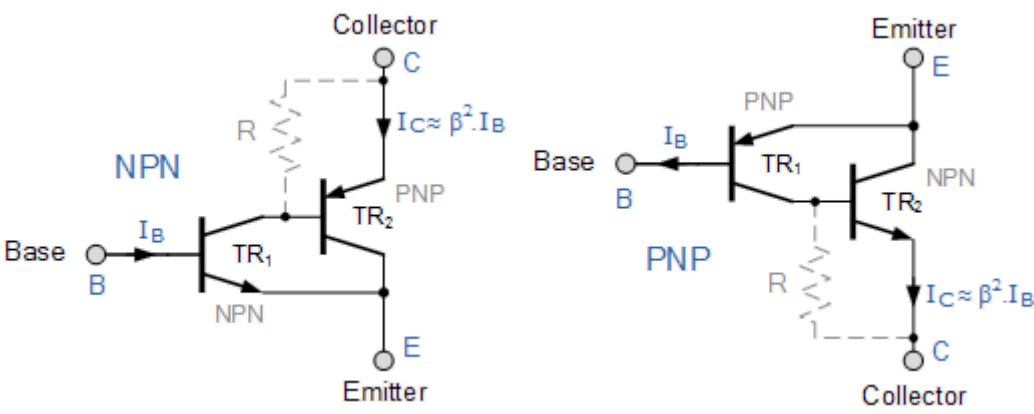 Collector
C
R
I_C≈ β².I_B
NPN
PNP
TR₂
Base
I_B
B
TR₁
NPN
E
Emitter
Emitter
E
PNP
I_B
Base
TR₁
B
NPN
TR₂
PNP
R
I_C≈ β².I_B
C
Collector